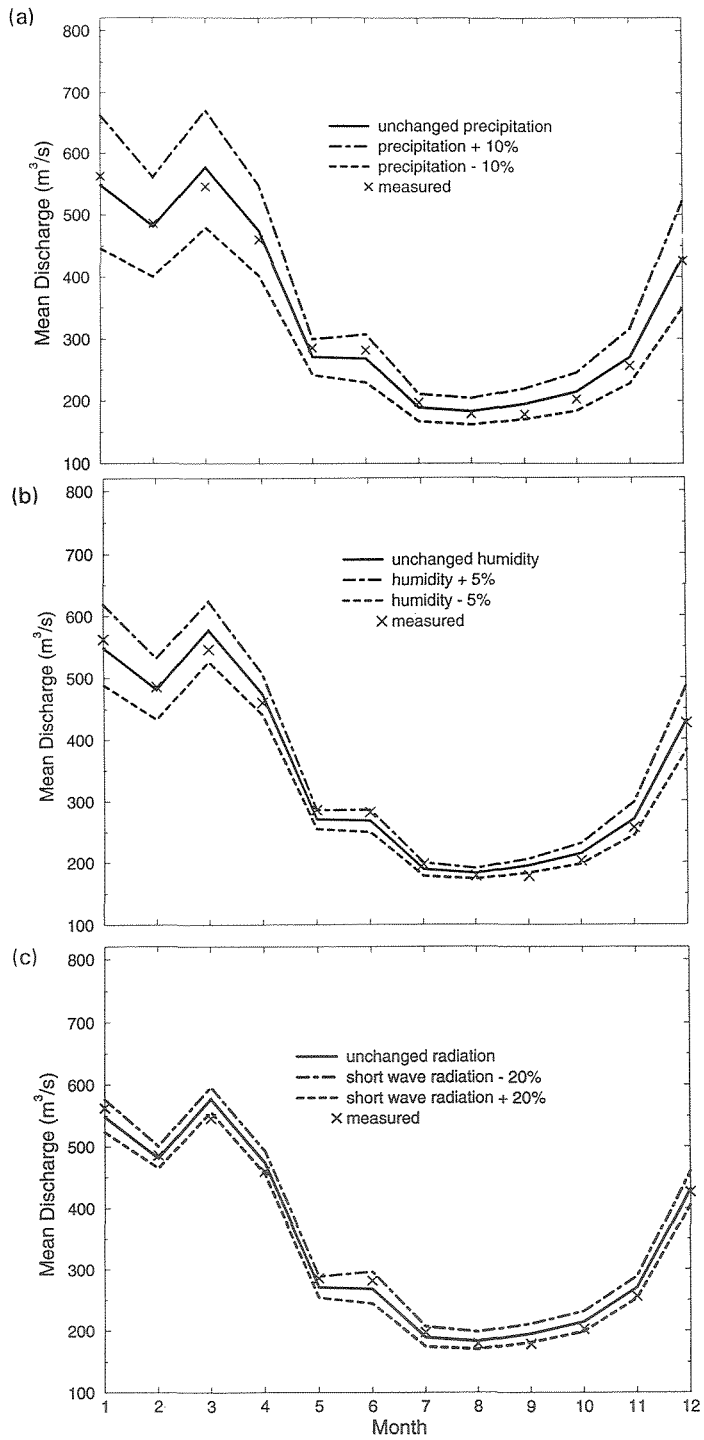 (a)
800
700
600
500
400
300
200
100
Mean Discharge (m³/s)
unchanged precipitation
precipitation + 10%
precipitation - 10%
× measured
(b)
800
700
600
500
400
300
200
100
Mean Discharge (m³/s)
unchanged humidity
humidity + 5%
humidity - 5%
× measured
(c)
800
700
600
500
400
300
200
100
Mean Discharge (m³/s)
unchanged radiation
short wave radiation - 20%
short wave radiation + 20%
× measured
1 2 3 4 5 6 7 8 9 10 11 12
Month